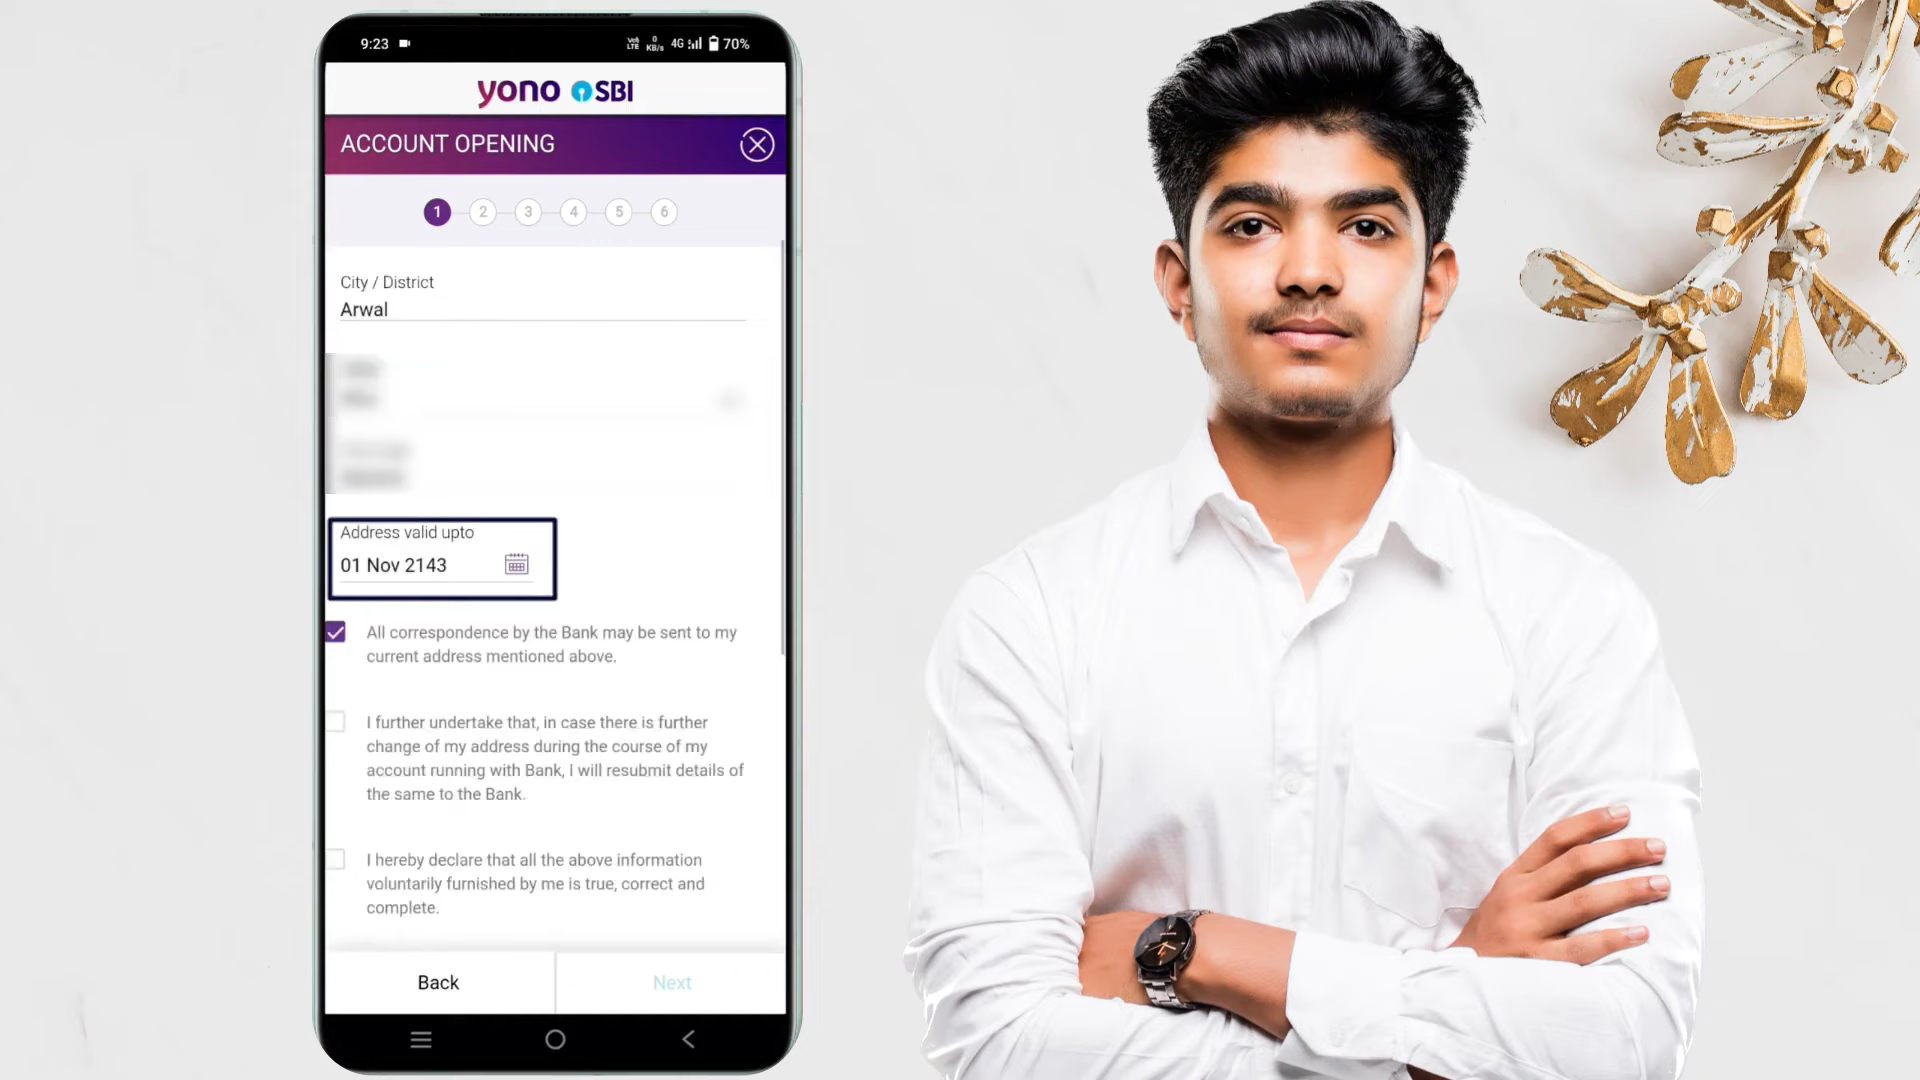 9:23 Vo) LTE 0 KB/s 4G 70%
yono SBI
ACCOUNT OPENING
1 2 3 4 5 6
City / District
Arwal
Address valid upto
01 Nov 2143
All correspondence by the Bank may be sent to my
current address mentioned above.
I further undertake that, in case there is further
change of my address during the course of my
account running with Bank, I will resubmit details of
the same to the Bank.
I hereby declare that all the above information
voluntarily furnished by me is true, correct and
complete.
Back Next